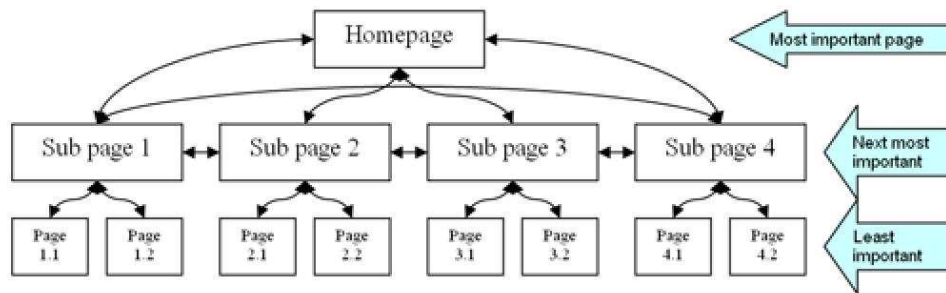 Homepage
Most important page
Sub page 1
Sub page 2
Sub page 3
Sub page 4
Next most
important
Page
1.1
Page
1.2
Page
2.1
Page
2.2
Page
3.1
Page
3.2
Page
4.1
Page
4.2
Least
important